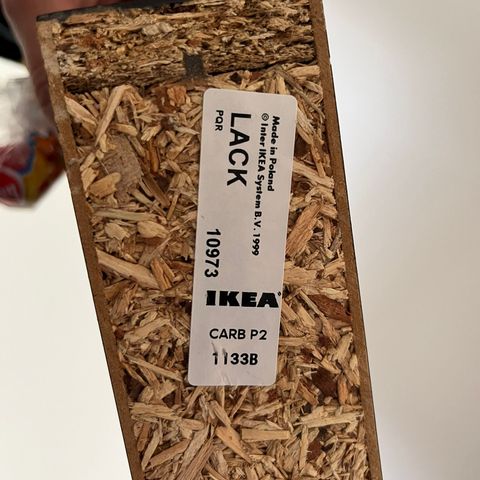 Made in Poland
© Inter IKEA System B.V. 1999
LACK
PQR
10973
IKEA®
CARB P2
1133B